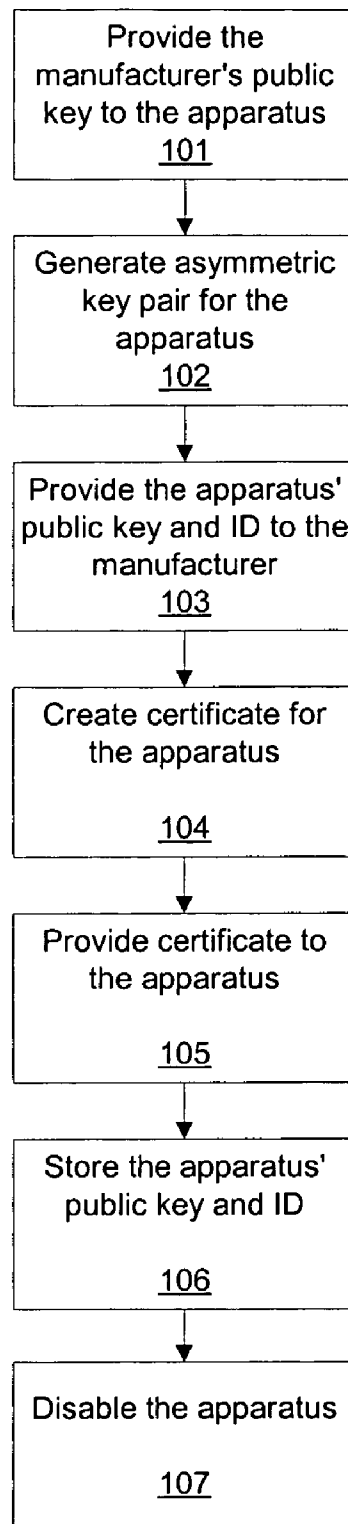 Provide the
manufacturer's public
key to the apparatus
101
Generate asymmetric
key pair for the
apparatus
102
Provide the apparatus'
public key and ID to the
manufacturer
103
Create certificate for
the apparatus
104
Provide certificate to
the apparatus
105
Store the apparatus'
public key and ID
106
Disable the apparatus
107